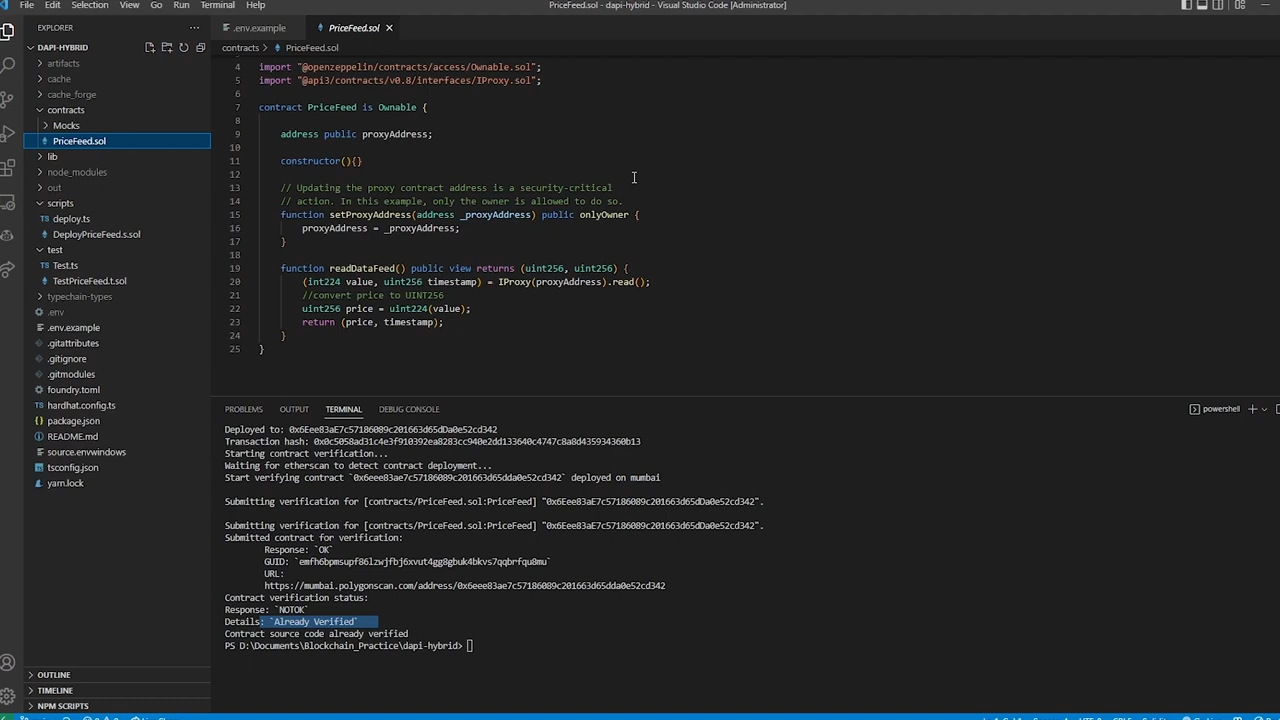 File Edit Selection View Go Run Terminal Help
PriceFeed.sol - dapi-hybrid - Visual Studio Code [Administrator]
EXPLORER
DAPI-HYBRID
artifacts
cache
cache_forge
contracts
Mocks
PriceFeed.sol
lib
node_modules
out
scripts
deploy.ts
DeployPriceFeed.s.sol
test
Test.ts
TestPriceFeed.t.sol
typechain-types
.env
.env.example
.gitattributes
.gitignore
.gitmodules
foundry.toml
hardhat.config.ts
package.json
README.md
source.envwindows
tsconfig.json
yarn.lock
OUTLINE
TIMELINE
NPM SCRIPTS
.env.example PriceFeed.sol
contracts > PriceFeed.sol
4 import "@openzeppelin/contracts/access/Ownable.sol";
5 import "@api3/contracts/v0.8/interfaces/IProxy.sol";
6
7 contract PriceFeed is Ownable {
8
9 address public proxyAddress;
10
11 constructor(){}
12
13 // Updating the proxy contract address is a security-critical
14 // action. In this example, only the owner is allowed to do so.
15 function setProxyAddress(address _proxyAddress) public onlyOwner {
16 proxyAddress = _proxyAddress;
17 }
18
19 function readDataFeed() public view returns (uint256, uint256) {
20 (int224 value, uint256 timestamp) = IProxy(proxyAddress).read();
21 //convert price to UINT256
22 uint256 price = uint224(value);
23 return (price, timestamp);
24 }
25 }
PROBLEMS OUTPUT TERMINAL DEBUG CONSOLE
powershell
Deployed to: 0x6Eee83aE7c57186089c201663d65dDa0e52cd342
Transaction hash: 0x0c5058ad31c4e3f910392ea8283cc940e2dd133640c4747c8a8d435934360b13
Starting contract verification...
Waiting for etherscan to detect contract deployment...
Start verifying contract `0x6eee83ae7c57186089c201663d65dda0e52cd342` deployed on mumbai
Submitting verification for [contracts/PriceFeed.sol:PriceFeed] "0x6Eee83aE7c57186089c201663d65dDa0e52cd342".
Submitting verification for [contracts/PriceFeed.sol:PriceFeed] "0x6Eee83aE7c57186089c201663d65dDa0e52cd342".
Submitted contract for verification:
Response: `OK`
GUID: `emfh6bpmsupf86lzwjfbj6xvut4gg8gbuk4bkvs7qqbrfqu8mu`
URL:
https://mumbai.polygonscan.com/address/0x6eee83ae7c57186089c201663d65dda0e52cd342
Contract verification status:
Response: `NOTOK`
Details: `Already Verified`
Contract source code already verified
PS D:\Documents\Blockchain_Practice\dapi-hybrid>